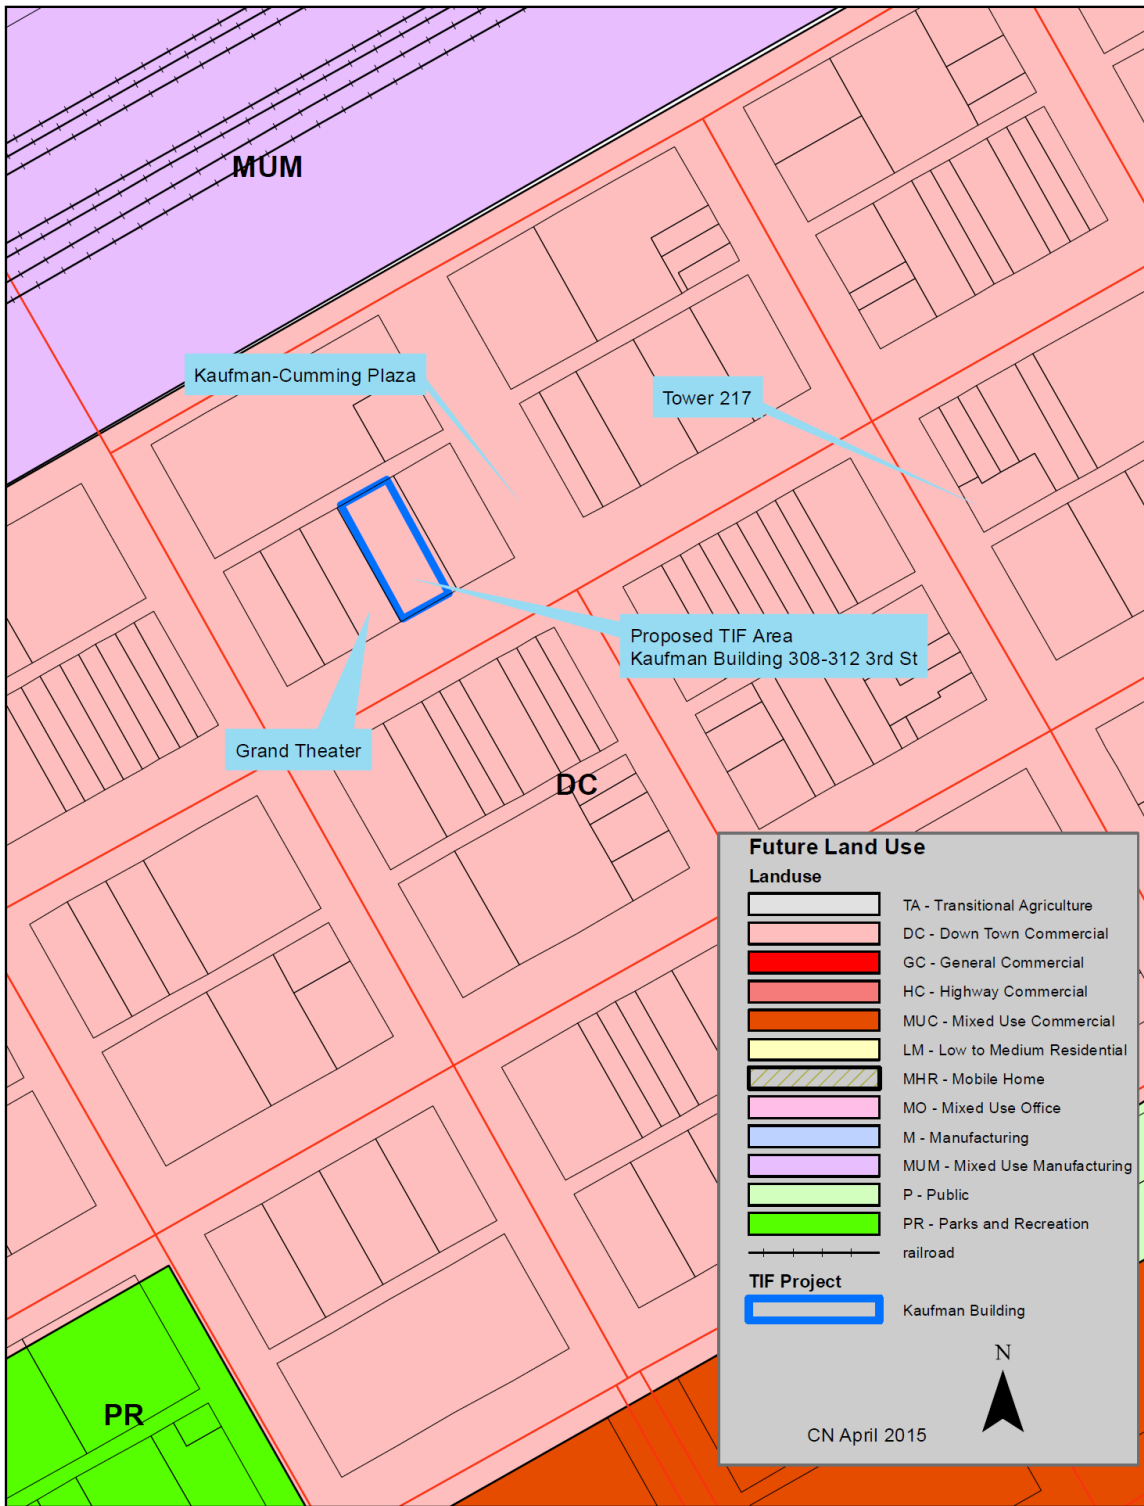 MUM
Kaufman-Cumming Plaza
Tower 217
Proposed TIF Area
Kaufman Building 308-312 3rd St
Grand Theater
DC
PR
Future Land Use
Landuse
TA - Transitional Agriculture
DC - Down Town Commercial
GC - General Commercial
HC - Highway Commercial
MUC - Mixed Use Commercial
LM - Low to Medium Residential
MHR - Mobile Home
MO - Mixed Use Office
M - Manufacturing
MUM - Mixed Use Manufacturing
P - Public
PR - Parks and Recreation
railroad
TIF Project
Kaufman Building
N
CN April 2015